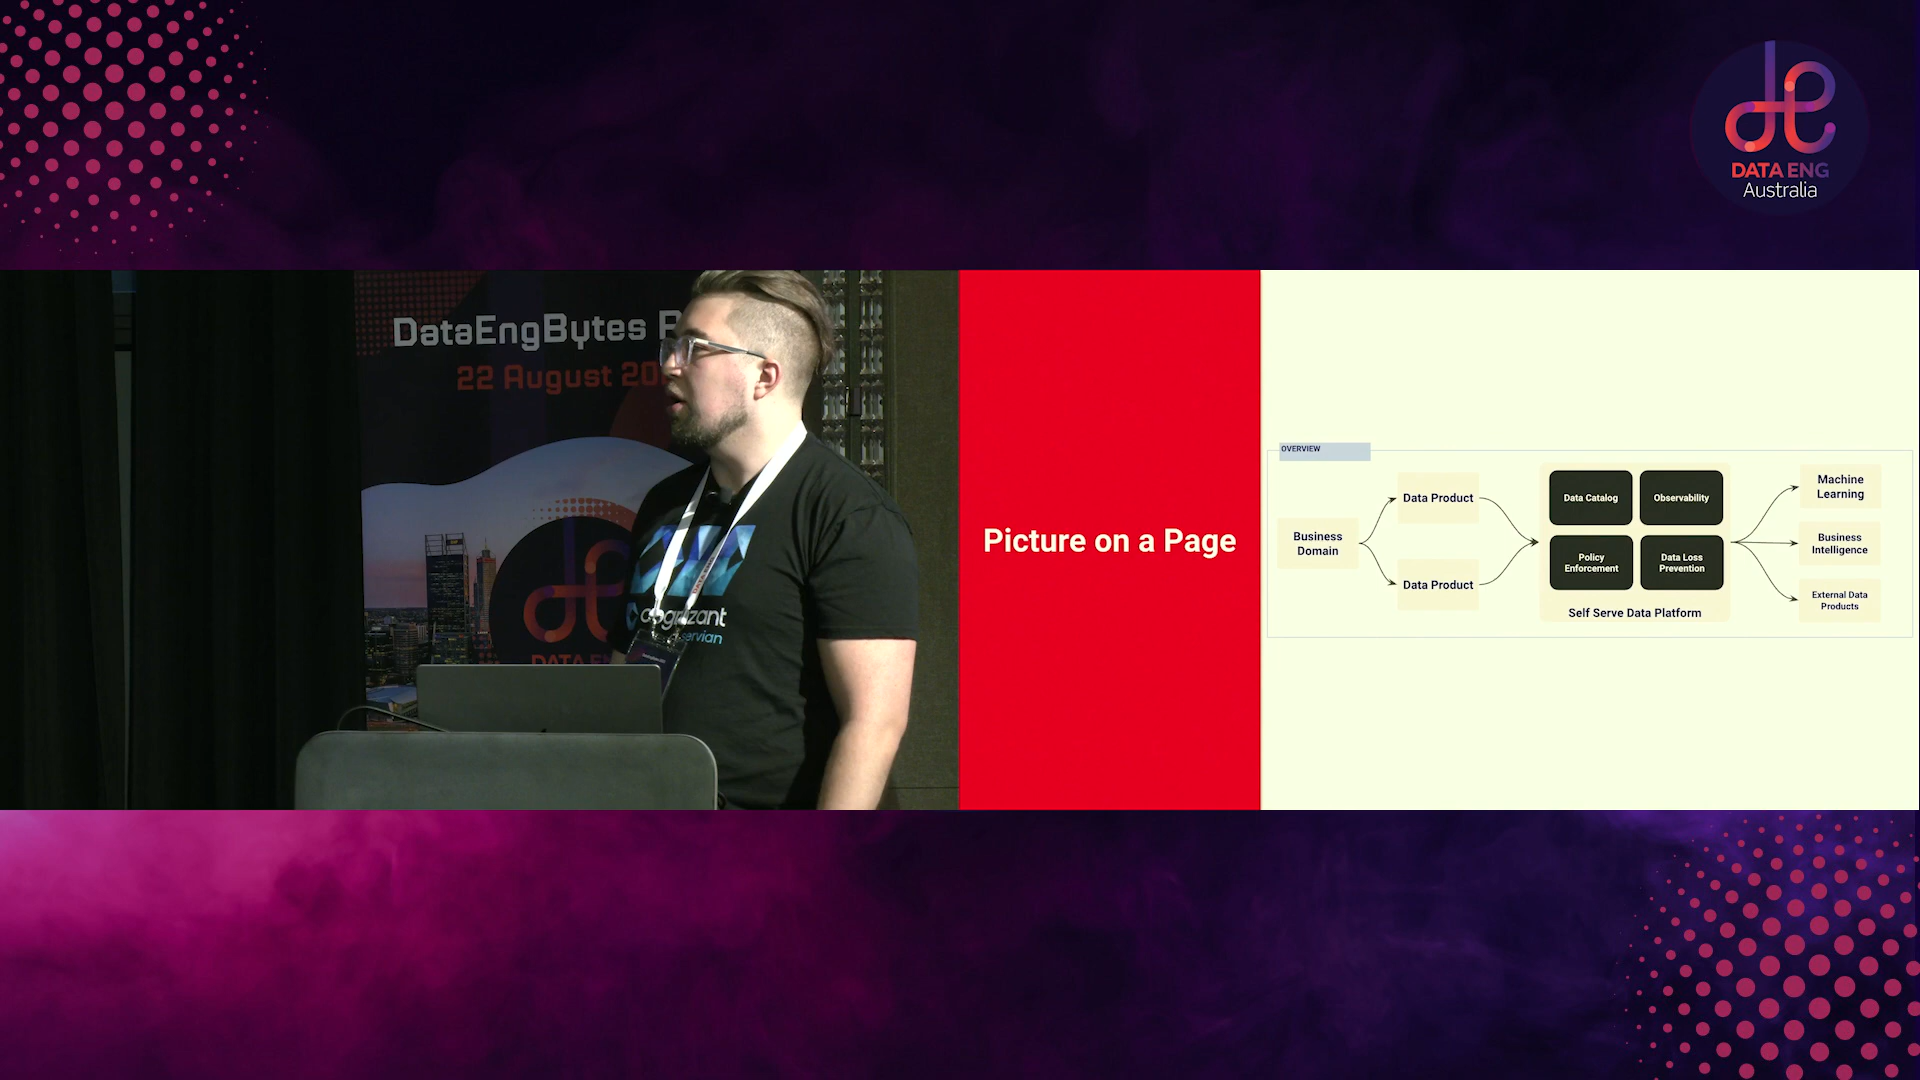 DATA ENG
Australia
DataEngBytes
22 August
cognizant
servian
DATA
Picture on a Page
OVERVIEW
Business
Domain
Data Product
Data Product
Data Catalog
Observability
Policy
Enforcement
Data Loss
Prevention
Self Serve Data Platform
Machine
Learning
Business
Intelligence
External Data
Products